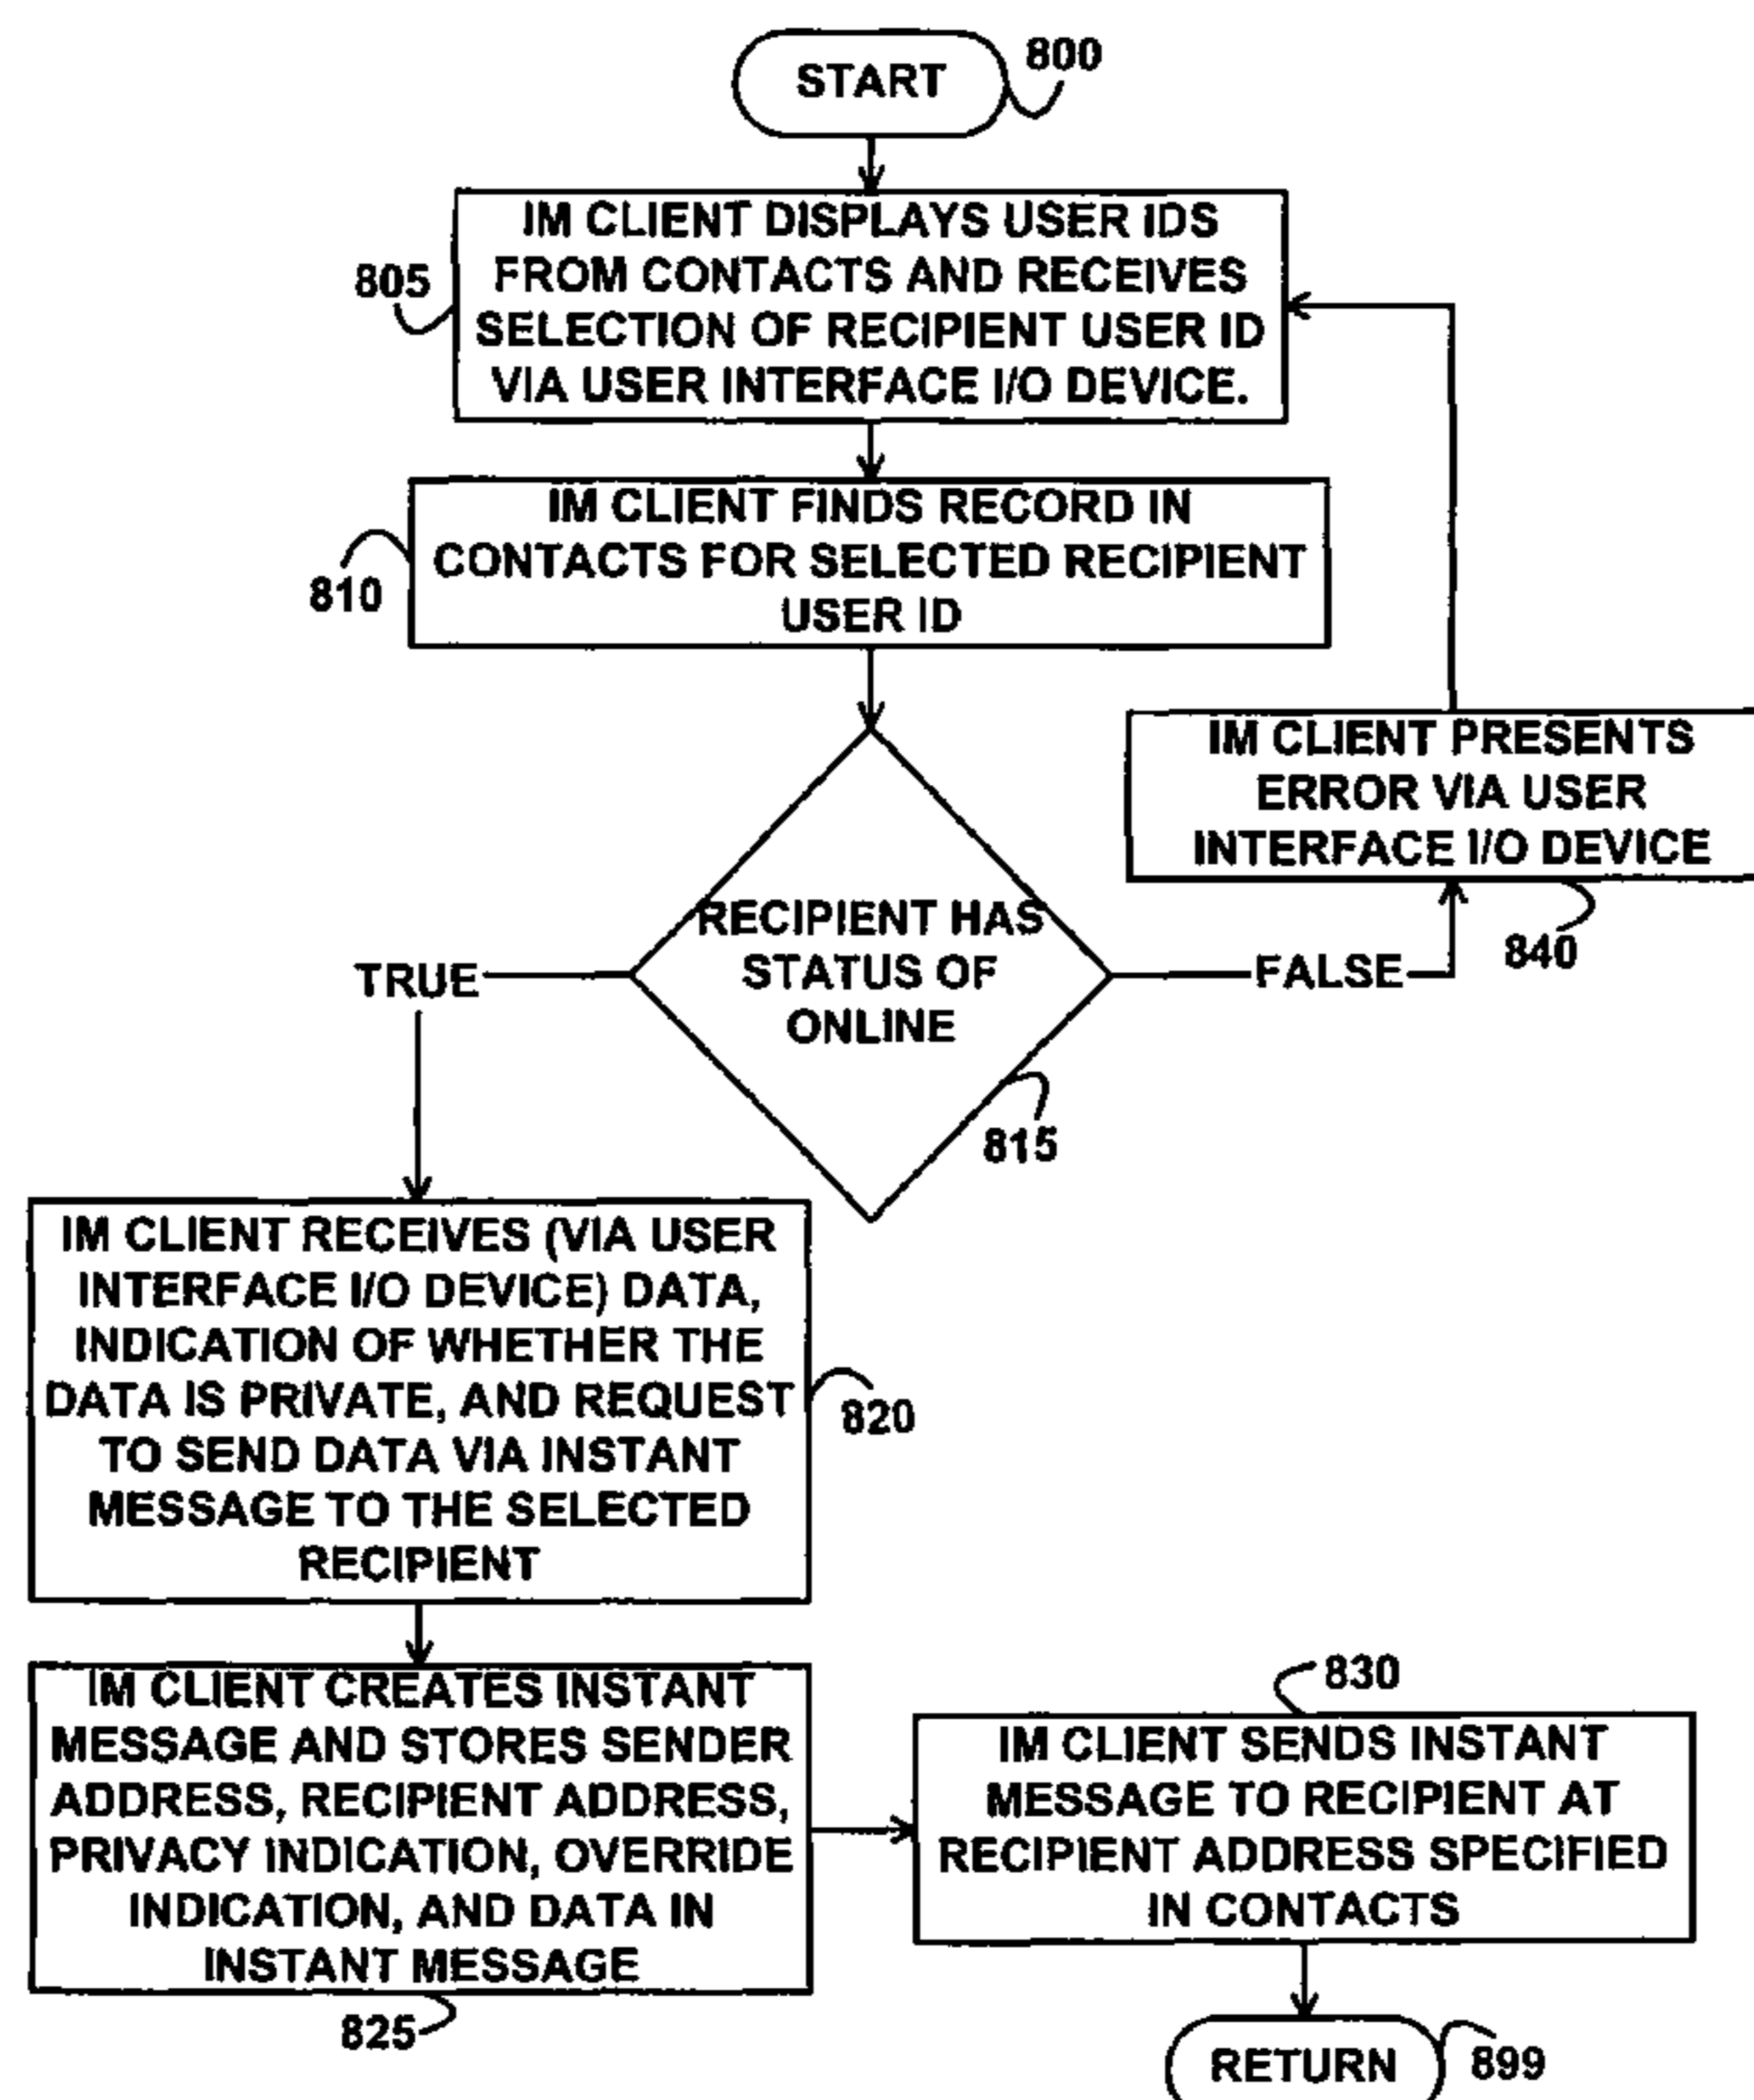 START
800
IM CLIENT DISPLAYS USER IDS
FROM CONTACTS AND RECEIVES
SELECTION OF RECIPIENT USER ID
VIA USER INTERFACE I/O DEVICE.
805
IM CLIENT FINDS RECORD IN
CONTACTS FOR SELECTED RECIPIENT
USER ID
810
IM CLIENT PRESENTS
ERROR VIA USER
INTERFACE I/O DEVICE
840
RECIPIENT HAS
STATUS OF
ONLINE
815
TRUE
FALSE
IM CLIENT RECEIVES (VIA USER
INTERFACE I/O DEVICE) DATA,
INDICATION OF WHETHER THE
DATA IS PRIVATE, AND REQUEST
TO SEND DATA VIA INSTANT
MESSAGE TO THE SELECTED
RECIPIENT
820
IM CLIENT CREATES INSTANT
MESSAGE AND STORES SENDER
ADDRESS, RECIPIENT ADDRESS,
PRIVACY INDICATION, OVERRIDE
INDICATION, AND DATA IN
INSTANT MESSAGE
825
830
IM CLIENT SENDS INSTANT
MESSAGE TO RECIPIENT AT
RECIPIENT ADDRESS SPECIFIED
IN CONTACTS
RETURN
899